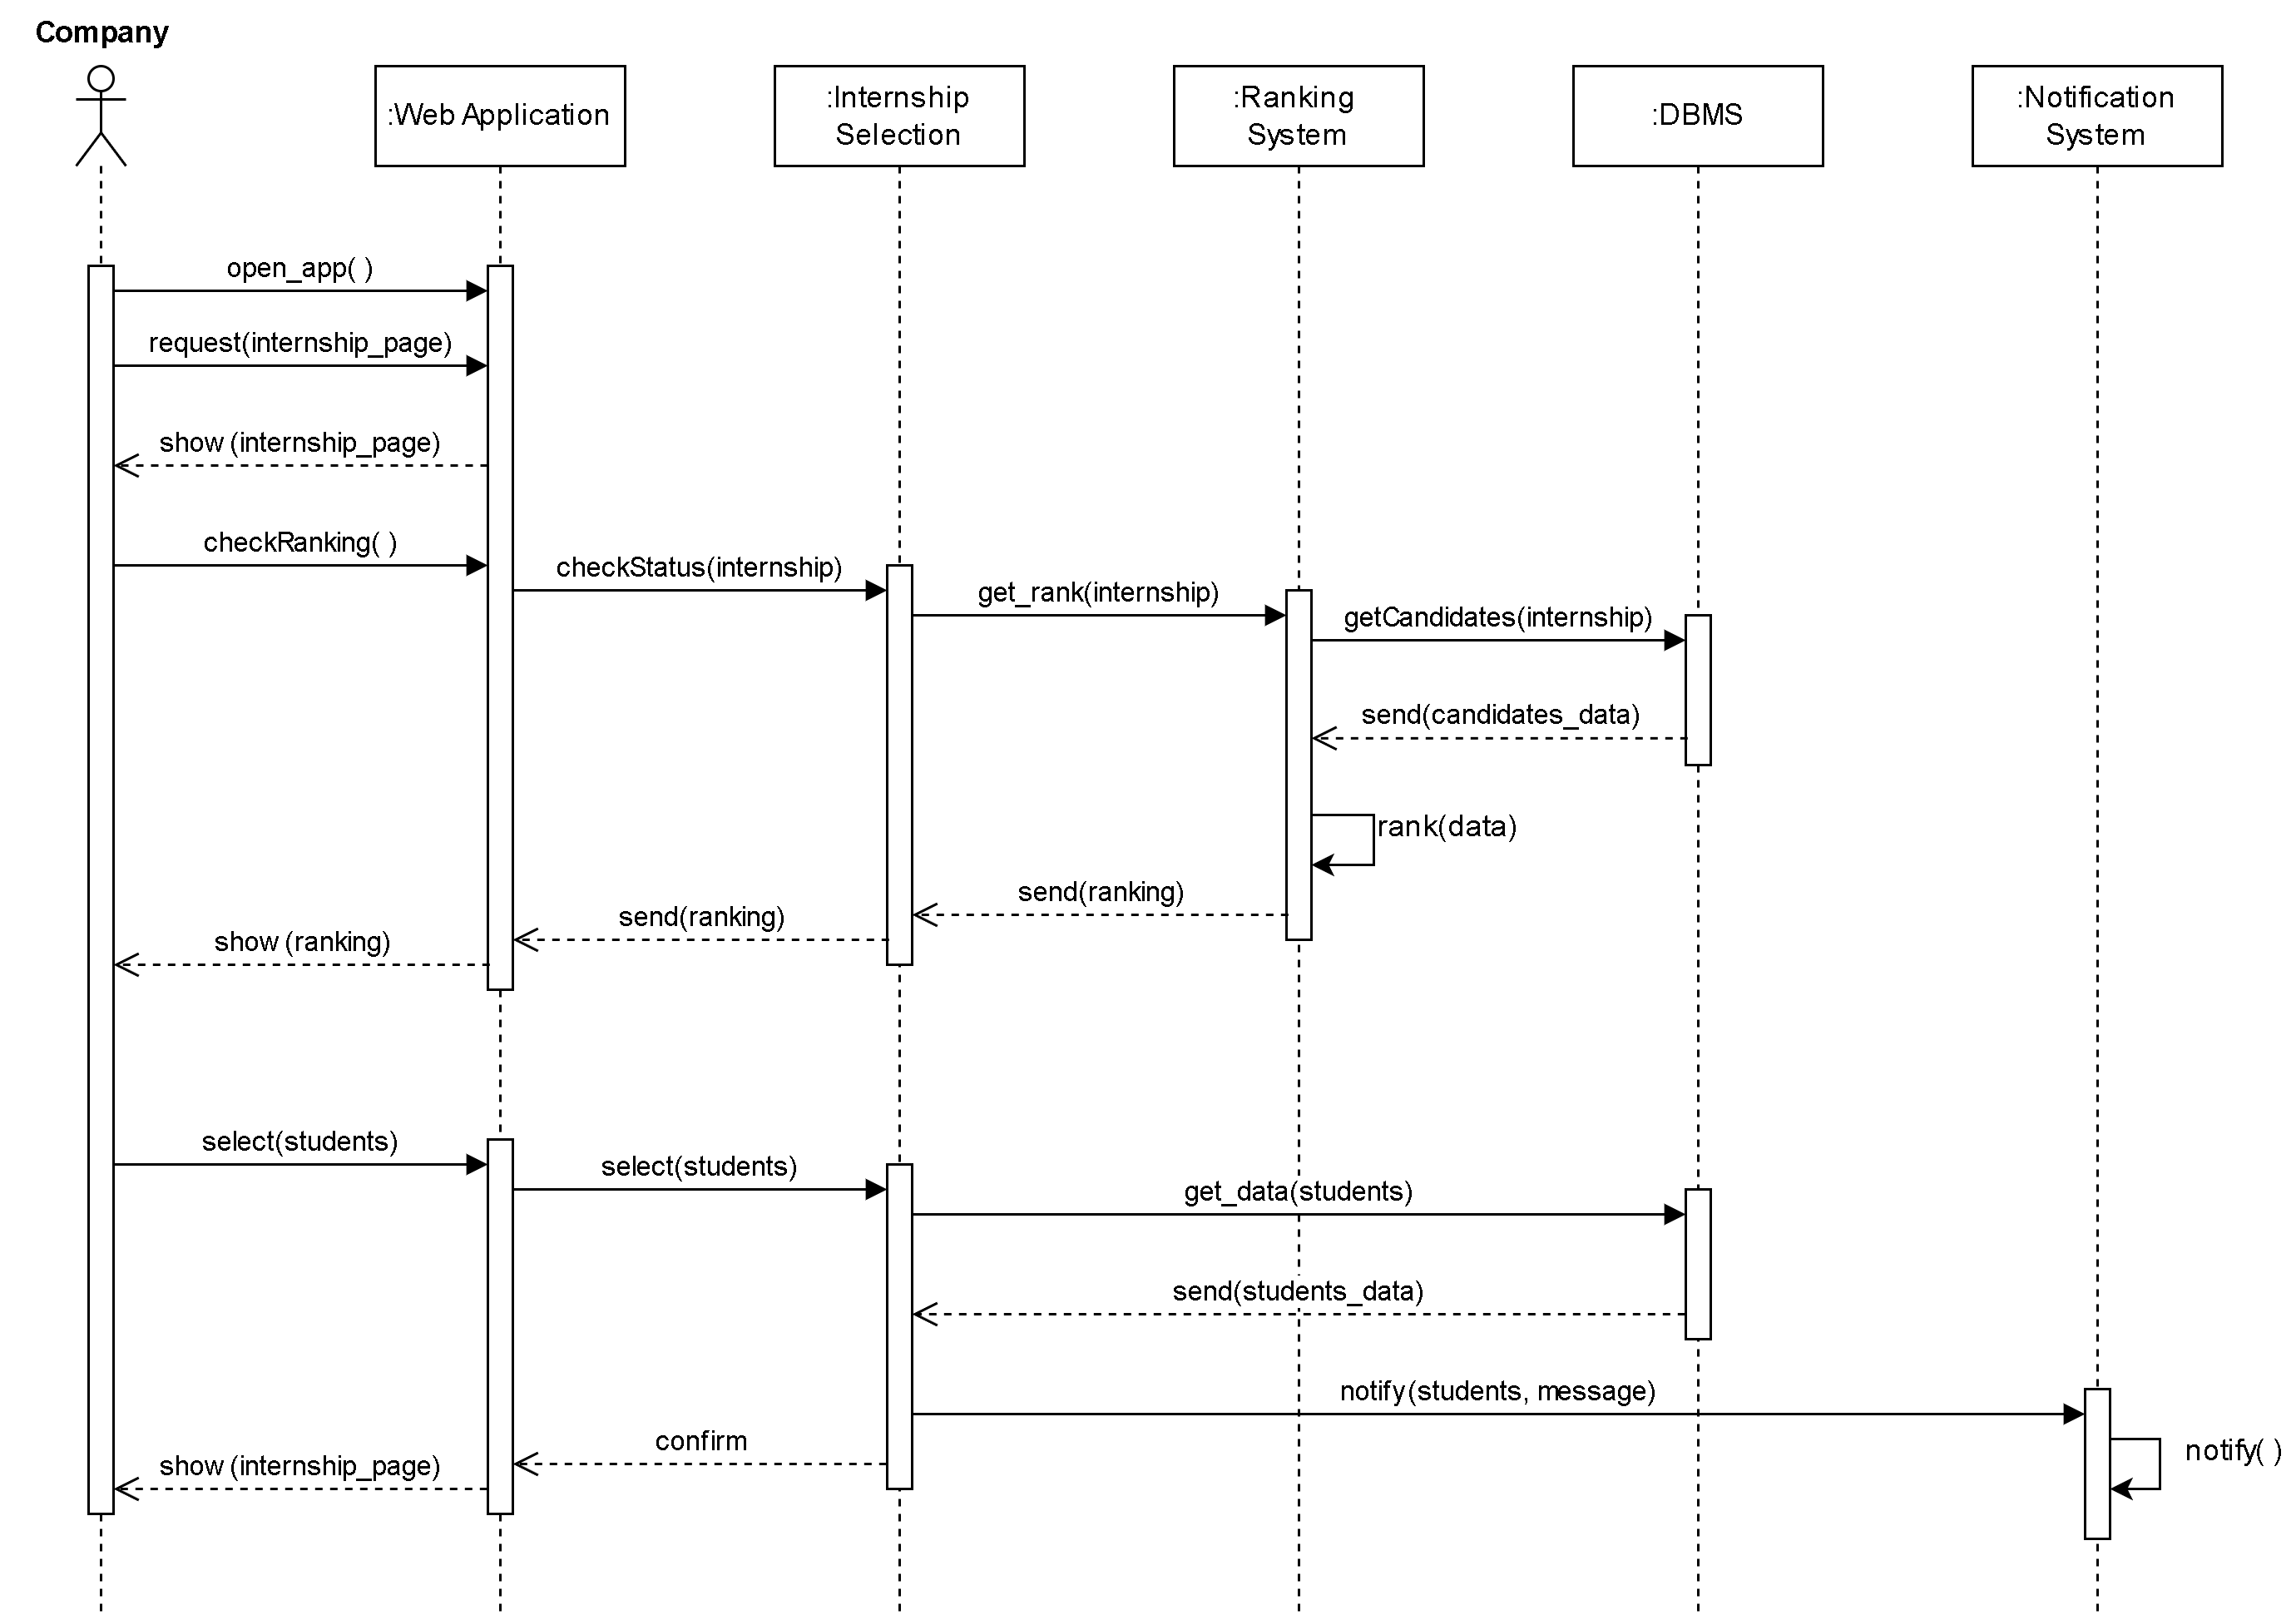 Company
:Web Application
:Internship
Selection
:Ranking
System
:DBMS
:Notification
System
open_app( )
request(internship_page)
show (internship_page)
checkRanking( )
checkStatus(internship)
get_rank(internship)
getCandidates(internship)
send(candidates_data)
rank(data)
send(ranking)
send(ranking)
show (ranking)
select(students)
select(students)
get_data(students)
send(students_data)
notify(students, message)
confirm
notify( )
show (internship_page)